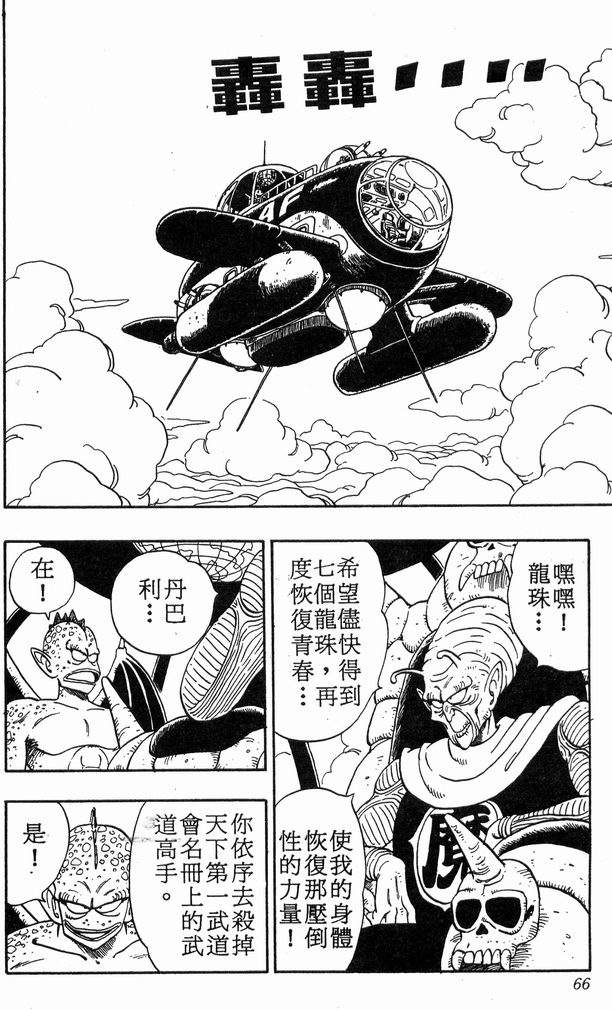 轟轟
AF
嘿嘿！
龍珠…
希望儘快得到
七個龍珠，再
度恢復青春…
魔
使我的身體
恢復那壓倒
性的力量！
丹巴
利…
在！
你依序去殺掉
天下第一武道
會名冊上的武
道高手。
是！
66